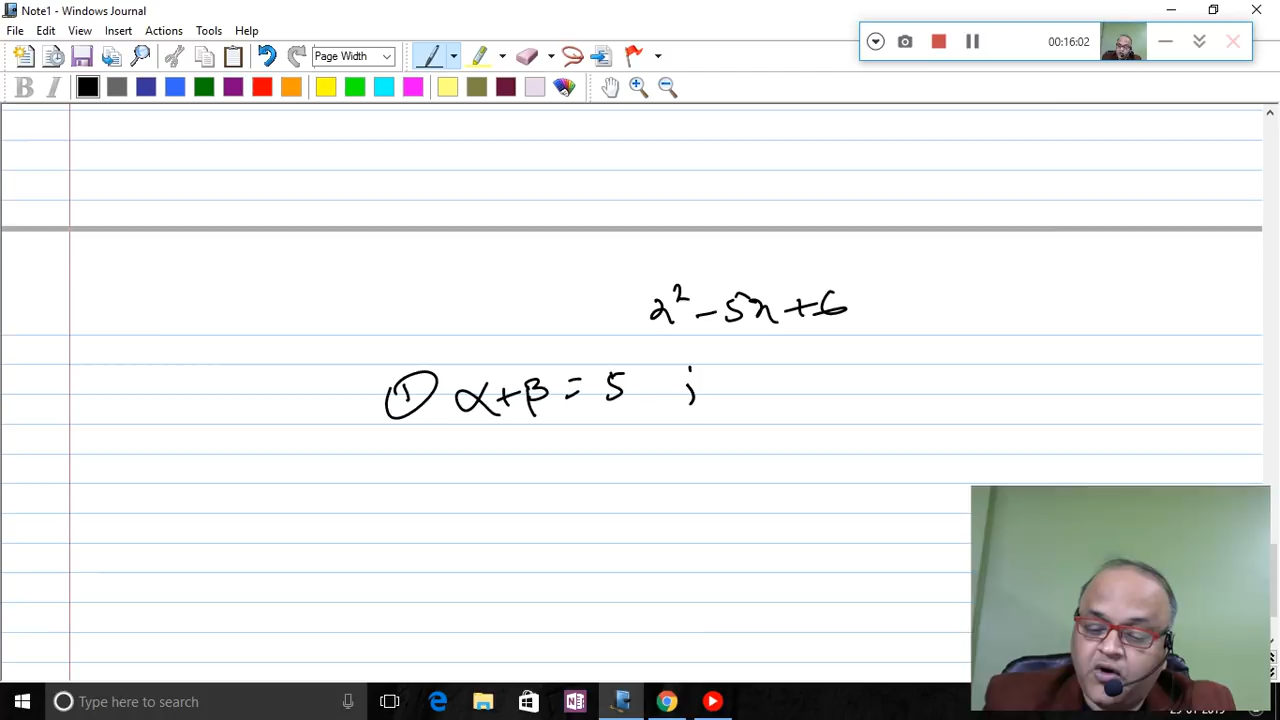 Note1 - Windows Journal
File Edit View Insert Actions Tools Help
00:16:02
Page Width
B I
x² - 5x + 6
① α+β = 5 ;
Type here to search